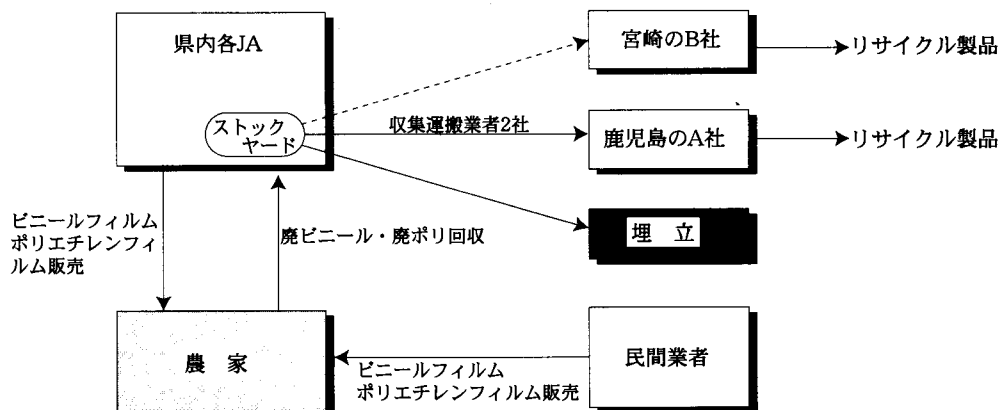 県内各JA
ストック
ヤード
宮崎のB社
リサイクル製品
収集運搬業者2社
鹿児島のA社
リサイクル製品
埋 立
ビニールフィルム
ポリエチレンフィ
ルム販売
廃ビニール・廃ポリ回収
農 家
民間業者
ビニールフィルム
ポリエチレンフィルム販売